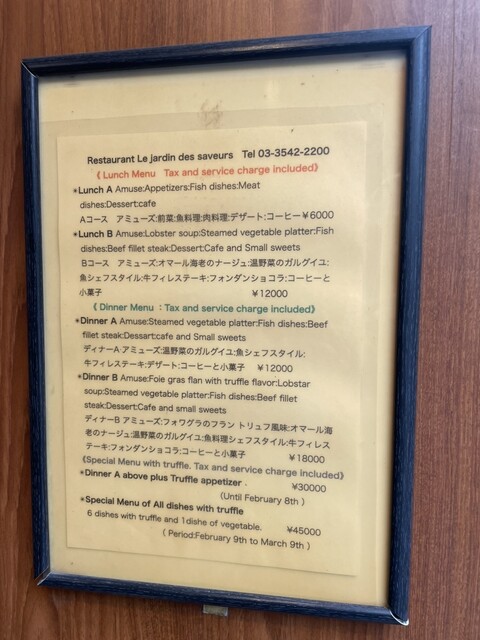 Restaurant Le jardin des saveurs Tel 03-3542-2200
《 Lunch Menu Tax and service charge included》
*Lunch A Amuse:Appetizers:Fish dishes:Meat
dishes:Dessert:cafe
Aコース アミューズ:前菜:魚料理:肉料理:デザート:コーヒー¥6000
*Lunch B Amuse:Lobster soup:Steamed vegetable platter:Fish
dishes:Beef fillet steak:Dessert:Cafe and Small sweets
Bコース アミューズ:オマール海老のナージュ:温野菜のガルグイユ:
魚シェフスタイル:牛フィレステーキ:フォンダンショコラ:コーヒーと
小菓子 ¥12000
《 Dinner Menu :Tax and service charge included》
*Dinner A Amuse:Steamed vegetable platter:Fish dishes:Beef
fillet steak:Dessart:cafe and Small sweets
ディナーA アミューズ:温野菜のガルグイユ:魚シェフスタイル:
牛フィレステーキ:デザート:コーヒーと小菓子 ¥12000
*Dinner B Amuse:Foie gras flan with truffle flavor:Lobstar
soup:Steamed vegetable platter:Fish dishes:Beef fillet
steak:Dessert:Cafe and small sweets
ディナーB アミューズ:フォワグラのフラン トリュフ風味:オマール海
老のナージュ:温野菜のガルグイユ:魚料理シェフスタイル:牛フィレス
テーキ:フォンダンショコラ:コーヒーと小菓子 ¥18000
《Special Menu with truffle. Tax and service charge included》
*Dinner A above plus Truffle appetizer . ¥30000
(Until February 8th )
*Special Menu of All dishes with truffle
6 dishes with truffle and 1dishe of vegetable. ¥45000
( Period:February 9th to March 9th )